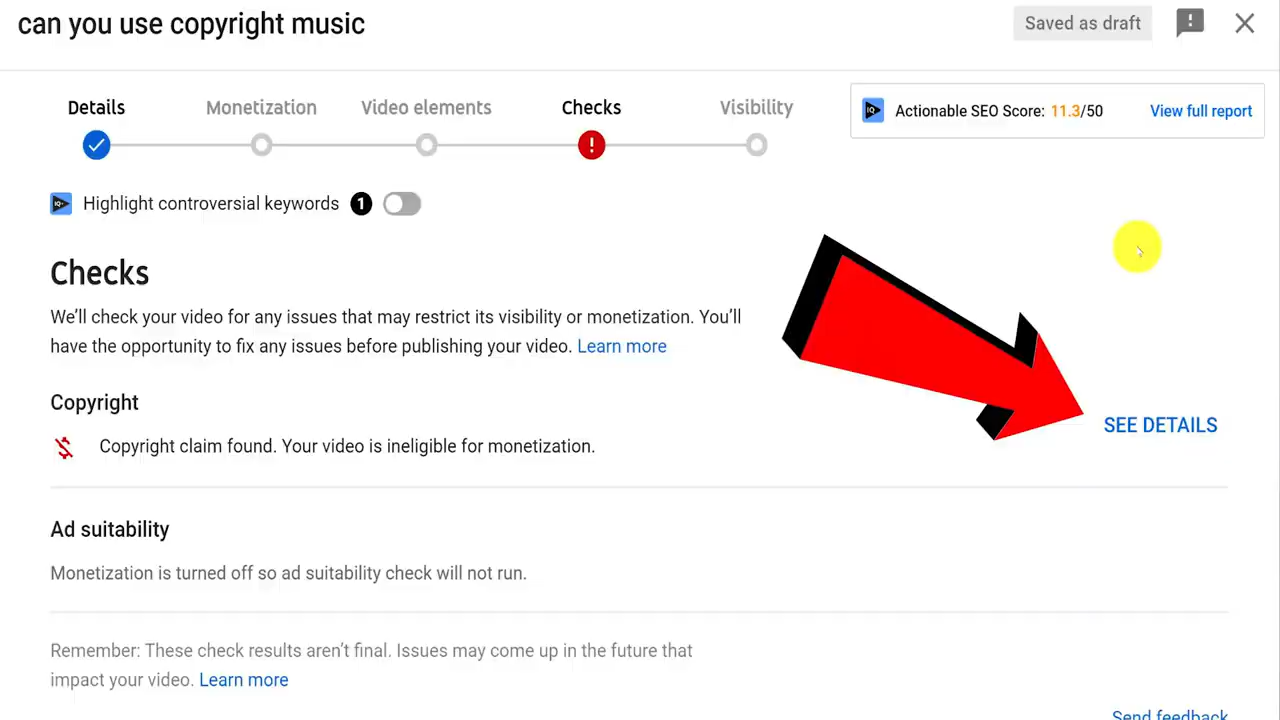 can you use copyright music
Saved as draft
Details
Monetization
Video elements
Checks
Visibility
Actionable SEO Score: 11.3/50
View full report
Highlight controversial keywords 1
Checks
We'll check your video for any issues that may restrict its visibility or monetization. You'll
have the opportunity to fix any issues before publishing your video. Learn more
Copyright
Copyright claim found. Your video is ineligible for monetization.
SEE DETAILS
Ad suitability
Monetization is turned off so ad suitability check will not run.
Remember: These check results aren't final. Issues may come up in the future that
impact your video. Learn more
Send feedback